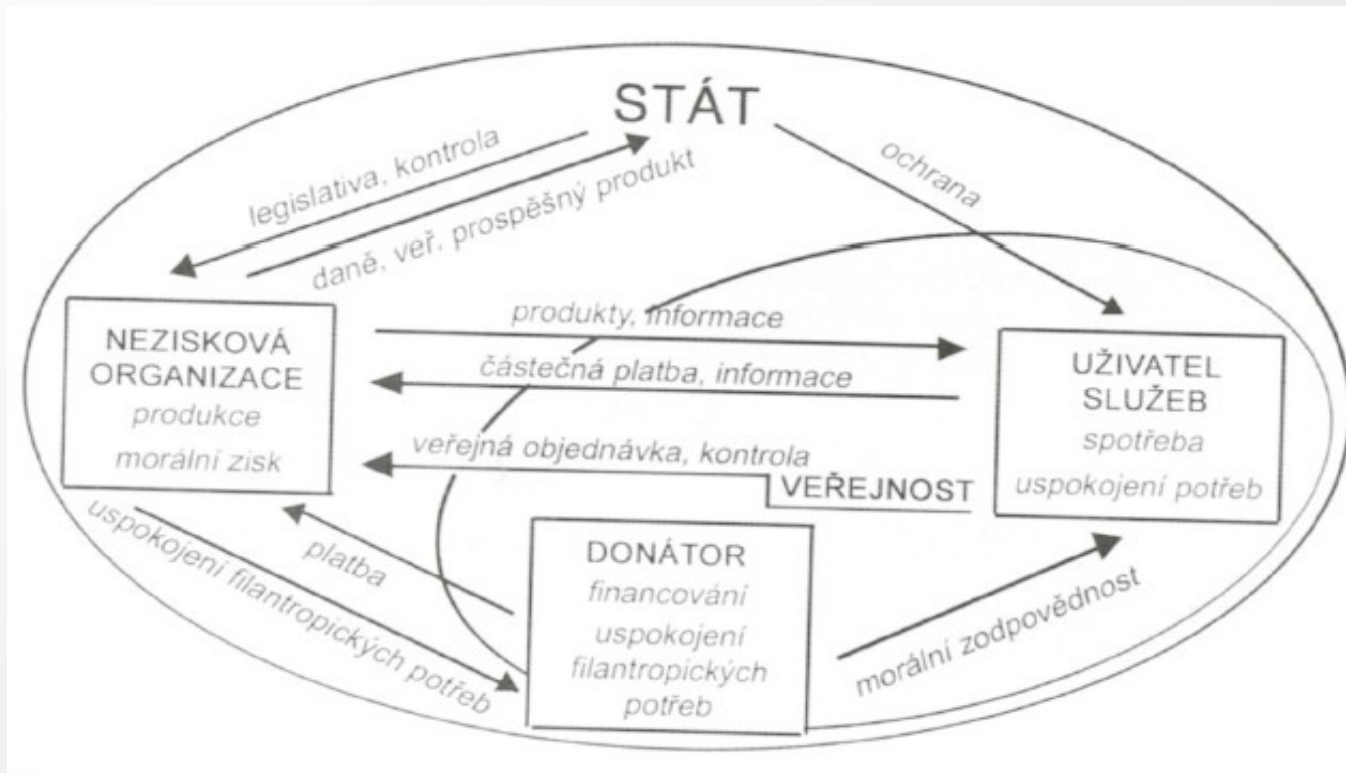 STÁT
legislativa, kontrola
daně, veř. prospěšný produkt
ochrana
NEZISKOVÁ
ORGANIZACE
produkce
morální zisk
produkty, informace
částečná platba, informace
veřejná objednávka, kontrola
VEŘEJNOST
UŽIVATEL
SLUŽEB
spotřeba
uspokojení potřeb
uspokojení filantropických potřeb
platba
DONÁTOR
financování
uspokojení
filantropických
potřeb
morální zodpovědnost